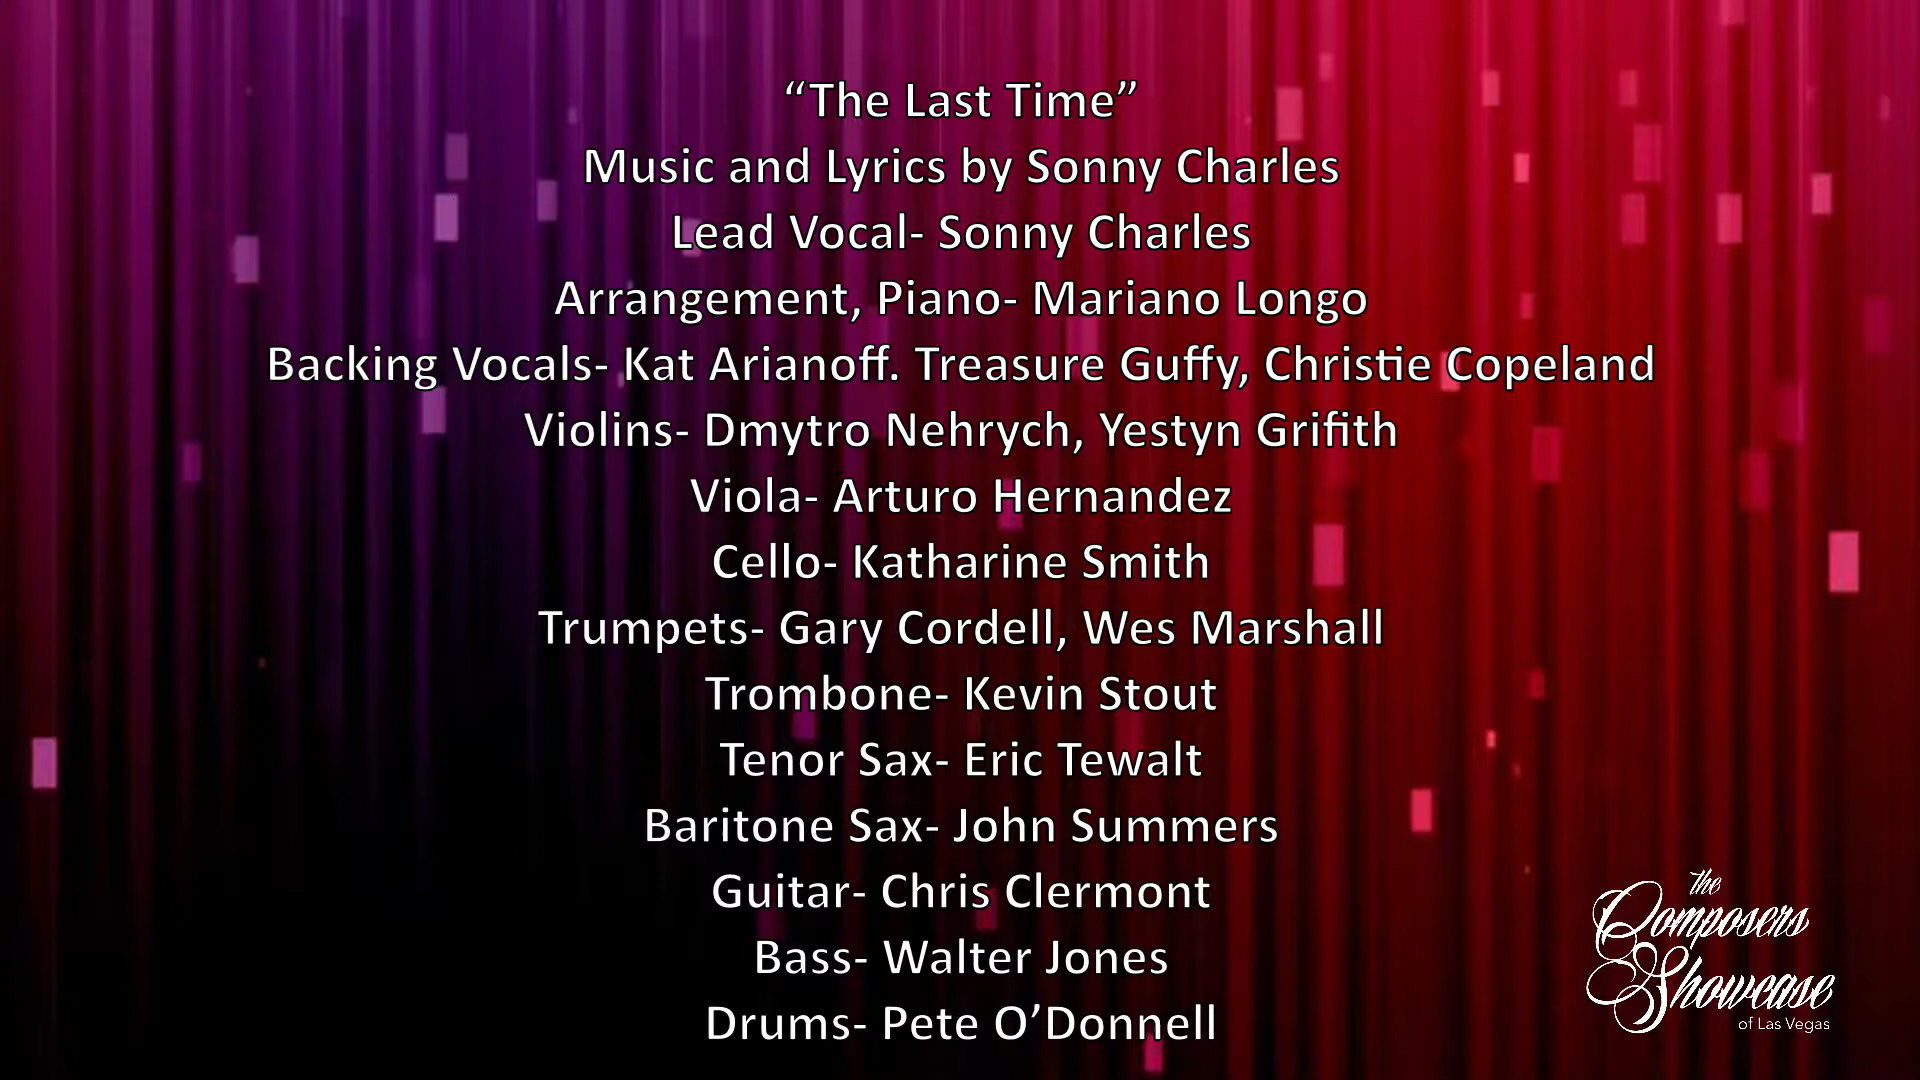 “The Last Time”
Music and Lyrics by Sonny Charles
Lead Vocal- Sonny Charles
Arrangement, Piano- Mariano Longo
Backing Vocals- Kat Arianoff. Treasure Guffy, Christie Copeland
Violins- Dmytro Nehrych, Yestyn Grifith
Viola- Arturo Hernandez
Cello- Katharine Smith
Trumpets- Gary Cordell, Wes Marshall
Trombone- Kevin Stout
Tenor Sax- Eric Tewalt
Baritone Sax- John Summers
Guitar- Chris Clermont
Bass- Walter Jones
Drums- Pete O’Donnell
the
Composers
Showcase
of Las Vegas